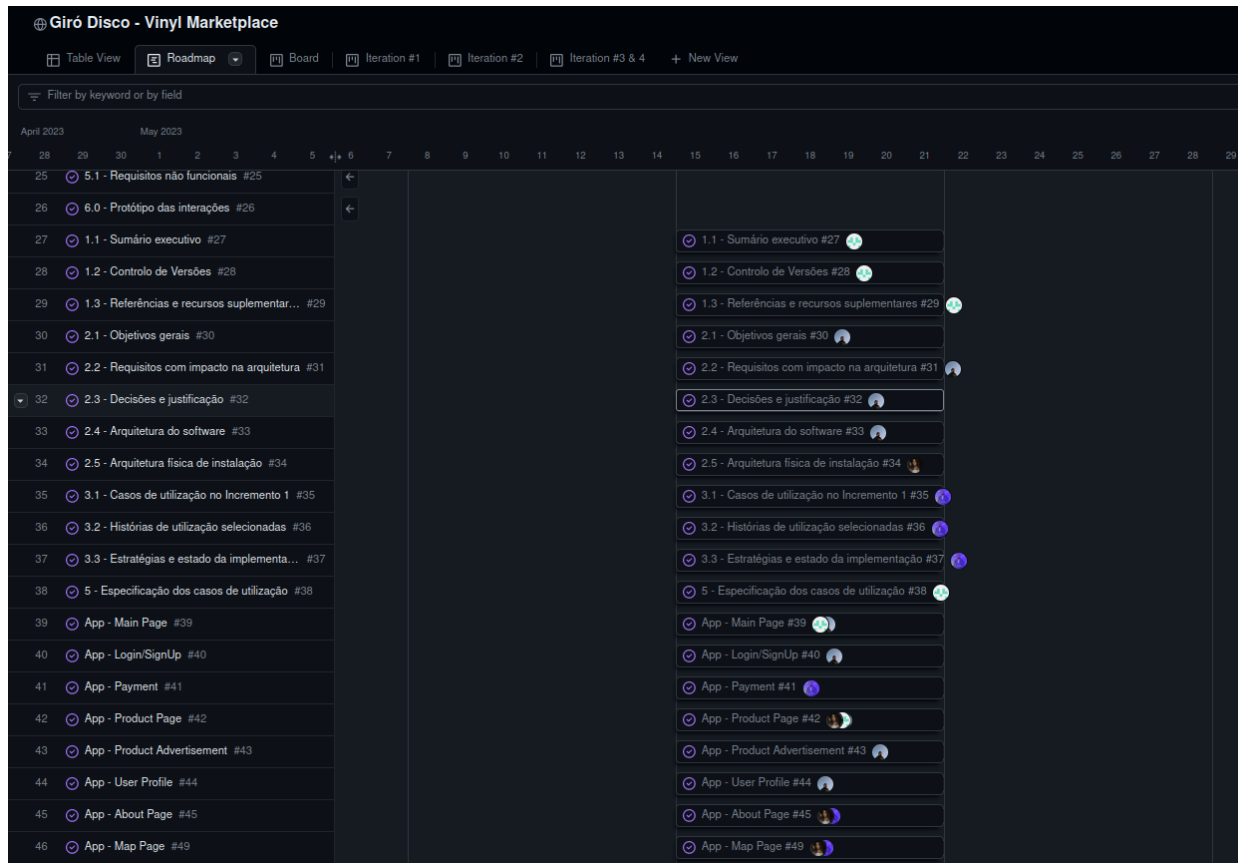 Giró Disco - Vinyl Marketplace
Table View Roadmap Board Iteration #1 Iteration #2 Iteration #3 & 4 + New View
Filter by keyword or by field
April 2023 May 2023
7 28 29 30 1 2 3 4 5 6 7 8 9 10 11 12 13 14 15 16 17 18 19 20 21 22 23 24 25 26 27 28 29
25 5.1 - Requisitos não funcionais #25
26 6.0 - Protótipo das interações #26
27 1.1 - Sumário executivo #27 1.1 - Sumário executivo #27
28 1.2 - Controlo de Versões #28 1.2 - Controlo de Versões #28
29 1.3 - Referências e recursos suplementar... #29 1.3 - Referências e recursos suplementares #29
30 2.1 - Objetivos gerais #30 2.1 - Objetivos gerais #30
31 2.2 - Requisitos com impacto na arquitetura #31 2.2 - Requisitos com impacto na arquitetura #31
32 2.3 - Decisões e justificação #32 2.3 - Decisões e justificação #32
33 2.4 - Arquitetura do software #33 2.4 - Arquitetura do software #33
34 2.5 - Arquitetura física de instalação #34 2.5 - Arquitetura física de instalação #34
35 3.1 - Casos de utilização no Incremento 1 #35 3.1 - Casos de utilização no Incremento 1 #35
36 3.2 - Histórias de utilização selecionadas #36 3.2 - Histórias de utilização selecionadas #36
37 3.3 - Estratégias e estado da implementa... #37 3.3 - Estratégias e estado da implementação #37
38 5 - Especificação dos casos de utilização #38 5 - Especificação dos casos de utilização #38
39 App - Main Page #39 App - Main Page #39
40 App - Login/SignUp #40 App - Login/SignUp #40
41 App - Payment #41 App - Payment #41
42 App - Product Page #42 App - Product Page #42
43 App - Product Advertisement #43 App - Product Advertisement #43
44 App - User Profile #44 App - User Profile #44
45 App - About Page #45 App - About Page #45
46 App - Map Page #49 App - Map Page #49